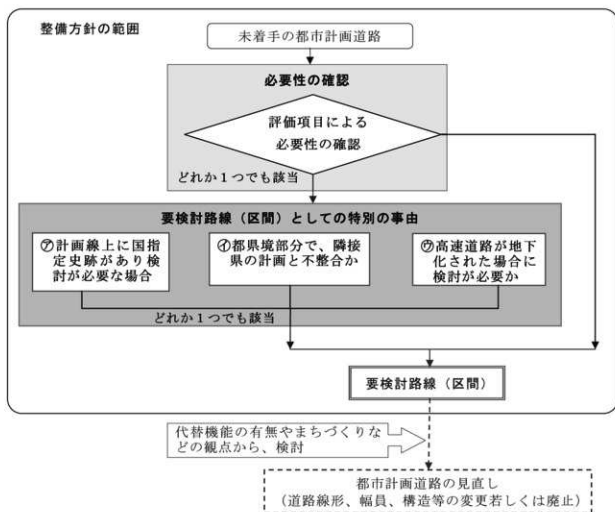 整備方針の範囲
未着手の都市計画道路
必要性の確認
評価項目による
必要性の確認
どれか1つでも該当
要検討路線（区間）としての特別の事由
㋐計画線上に国指
定史跡があり検
討が必要な場合
㋑都県境部分で、隣接
県の計画と不整合か
㋒高速道路が地下
化された場合に
検討が必要か
どれか1つでも該当
要検討路線（区間）
代替機能の有無やまちづくりな
どの観点から、検討
都市計画道路の見直し
（道路線形、幅員、構造等の変更若しくは廃止）